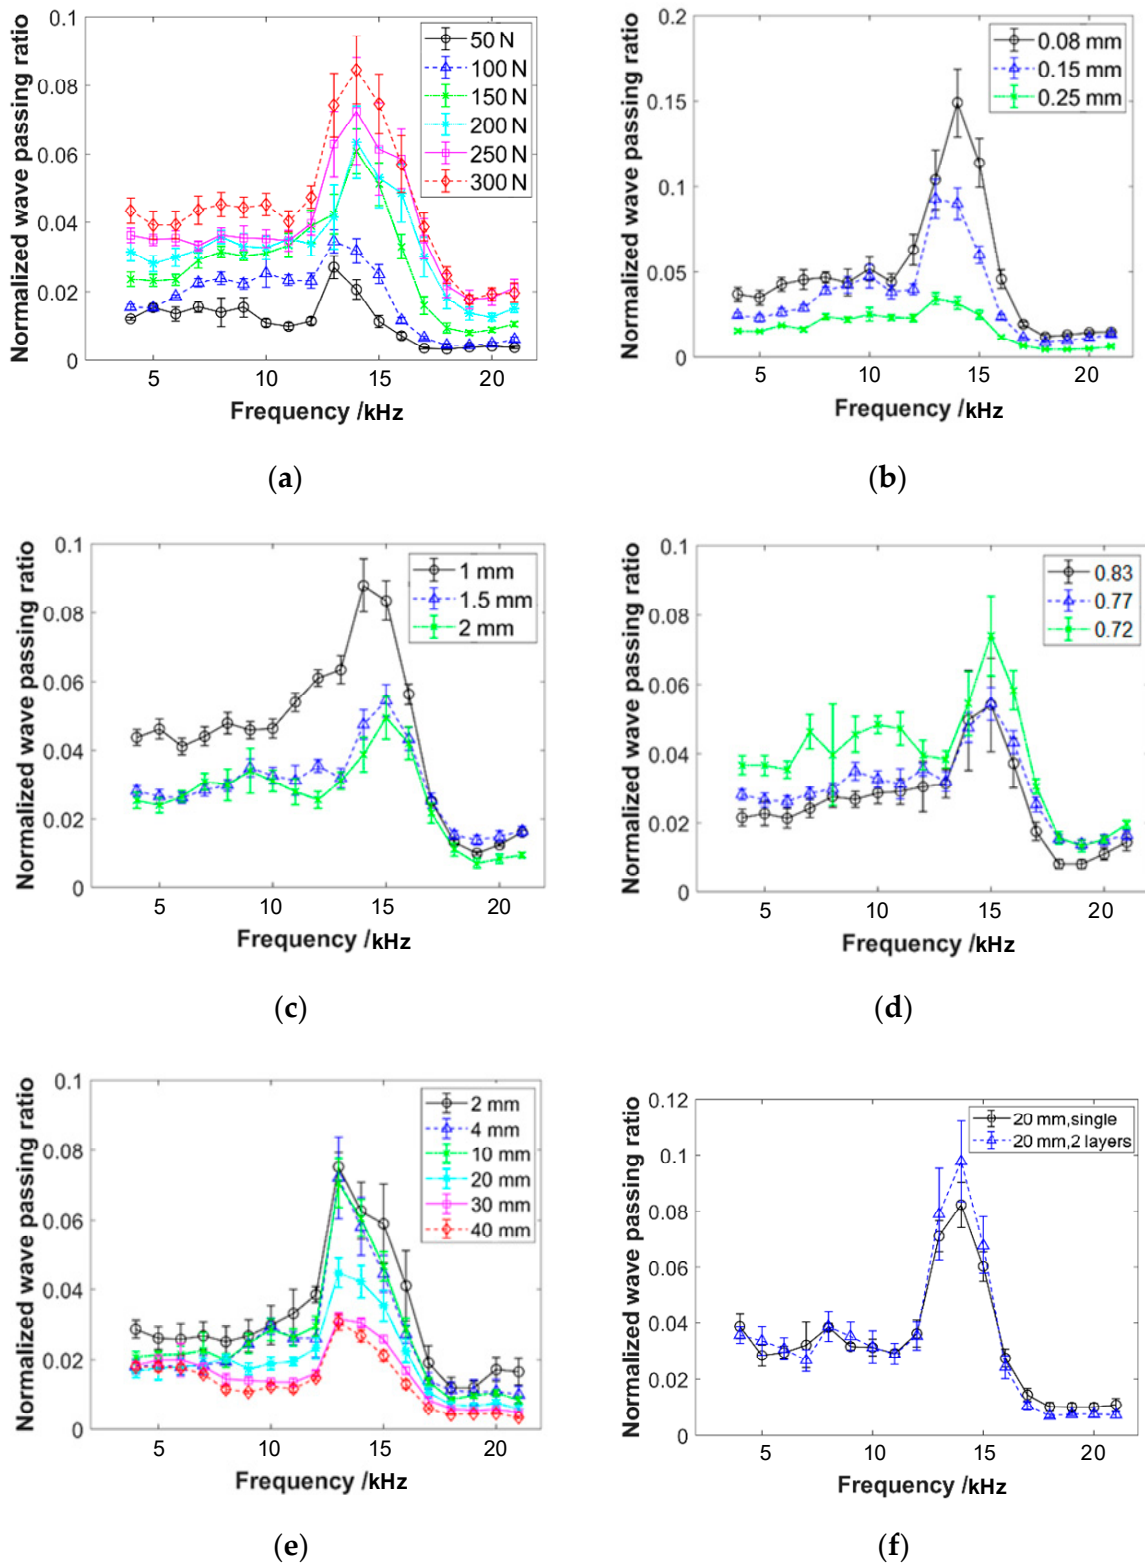 Normalized wave passing ratio
0.1
0.08
0.06
0.04
0.02
0
5
10
15
20
Frequency /kHz
50 N
100 N
150 N
200 N
250 N
300 N
(a)
Normalized wave passing ratio
0.2
0.15
0.1
0.05
0
5
10
15
20
Frequency /kHz
0.08 mm
0.15 mm
0.25 mm
(b)
Normalized wave passing ratio
0.1
0.08
0.06
0.04
0.02
0
5
10
15
20
Frequency /kHz
1 mm
1.5 mm
2 mm
(c)
Normalized wave passing ratio
0.1
0.08
0.06
0.04
0.02
0
5
10
15
20
Frequency /kHz
0.83
0.77
0.72
(d)
Normalized wave passing ratio
0.1
0.08
0.06
0.04
0.02
0
5
10
15
20
Frequency /kHz
2 mm
4 mm
10 mm
20 mm
30 mm
40 mm
(e)
Normalized wave passing ratio
0.12
0.1
0.08
0.06
0.04
0.02
0
5
10
15
20
Frequency /kHz
20 mm,single
20 mm,2 layers
(f)